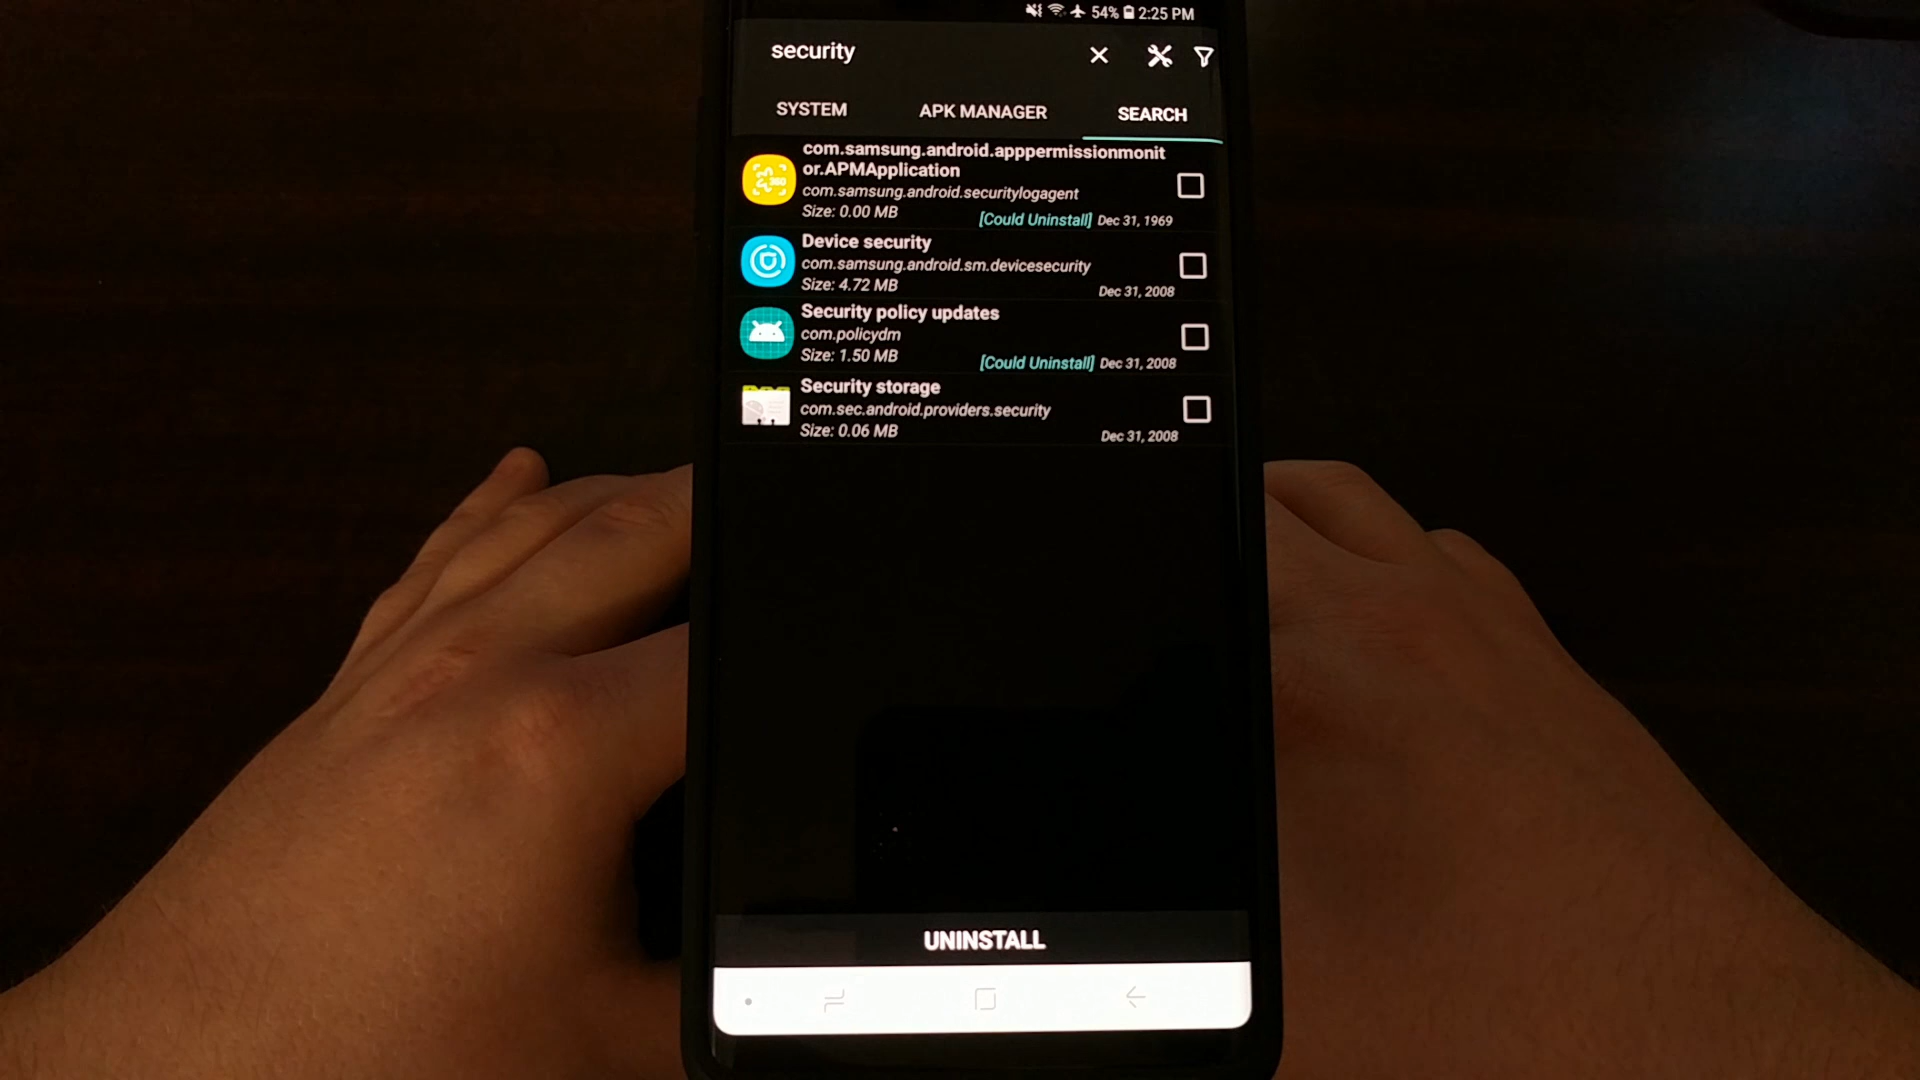 54% 2:25 PM
security
SYSTEM APK MANAGER SEARCH
com.samsung.android.apppermissionmonit
or.APMApplication
com.samsung.android.securitylogagent
Size: 0.00 MB [Could Uninstall] Dec 31, 1969
Device security
com.samsung.android.sm.devicesecurity
Size: 4.72 MB Dec 31, 2008
Security policy updates
com.policydm
Size: 1.50 MB [Could Uninstall] Dec 31, 2008
Security storage
com.sec.android.providers.security
Size: 0.06 MB Dec 31, 2008
UNINSTALL